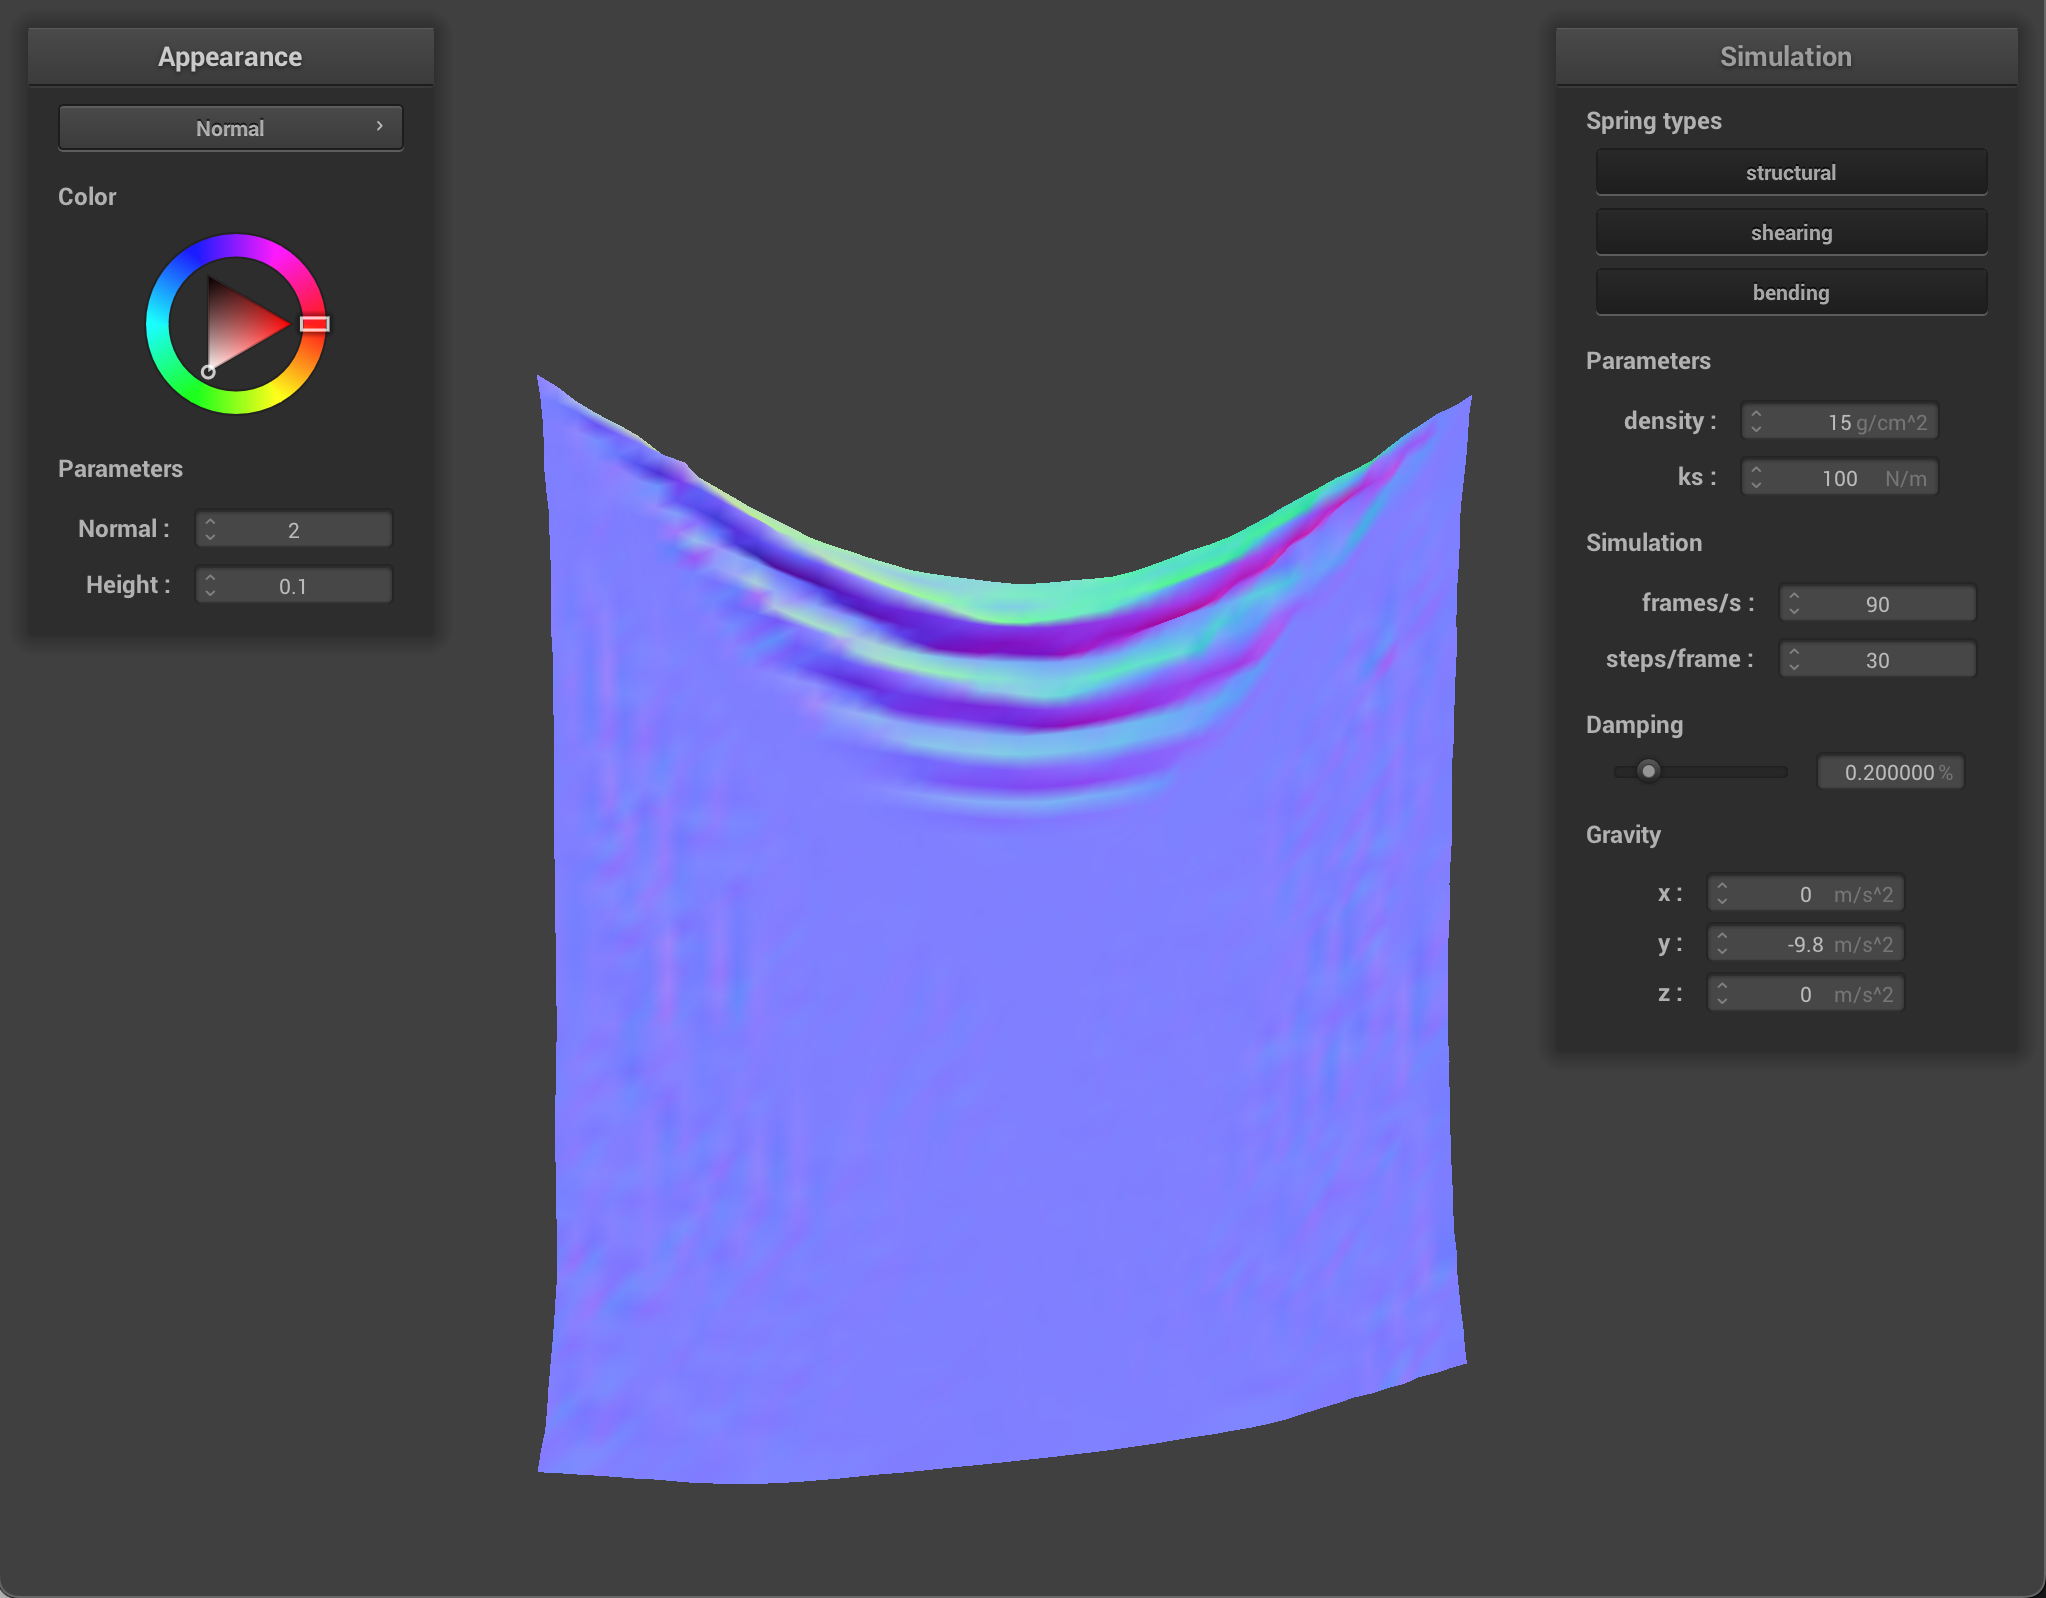 Appearance
Normal
Color
Parameters
Normal : 2
Height : 0.1
Simulation
Spring types
structural
shearing
bending
Parameters
density : 15 g/cm^2
ks : 100 N/m
Simulation
frames/s : 90
steps/frame : 30
Damping
0.200000 %
Gravity
x : 0 m/s^2
y : -9.8 m/s^2
z : 0 m/s^2